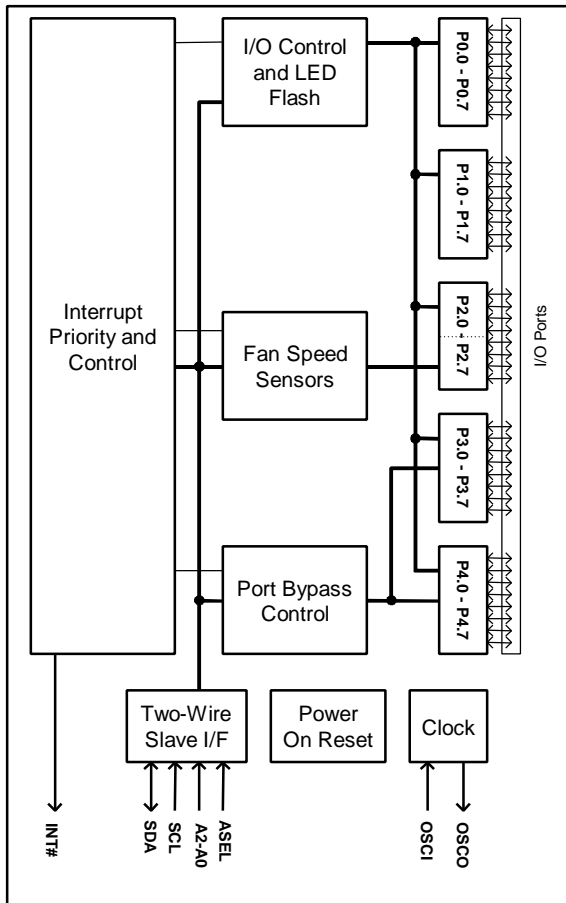 I/O Control
and LED
Flash
P0.0 - P0.7
P1.0 - P1.7
Interrupt
Priority and
Control
Fan Speed
Sensors
P2.0 - P2.7
I/O Ports
P3.0 - P3.7
Port Bypass
Control
P4.0 - P4.7
Two-Wire
Slave I/F
Power
On Reset
Clock
INT#
SDA
SCL
A2-A0
ASEL
OSCI
OSCO